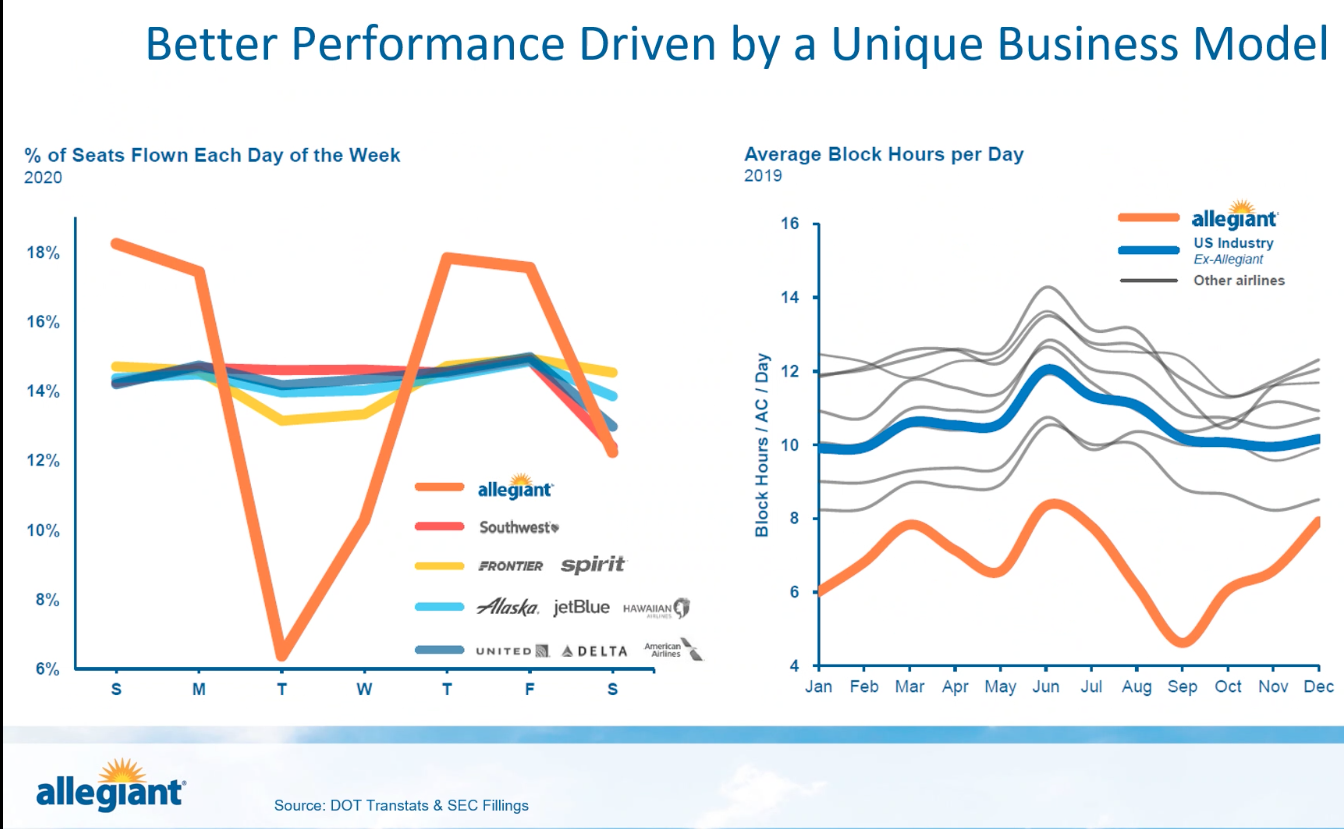 Better Performance Driven by a Unique Business Model
% of Seats Flown Each Day of the Week
2020
18%
16%
14%
12%
10%
8%
6%
S M T W T F S
allegiant
Southwest
FRONTIER spirit
Alaska. jetBlue HAWAIIAN AIRLINES
UNITED DELTA American Airlines
Average Block Hours per Day
2019
Block Hours / AC / Day
16
14
12
10
8
6
4
Jan Feb Mar Apr May Jun Jul Aug Sep Oct Nov Dec
allegiant
US Industry
Ex-Allegiant
Other airlines
allegiant
Source: DOT Transtats & SEC Fillings